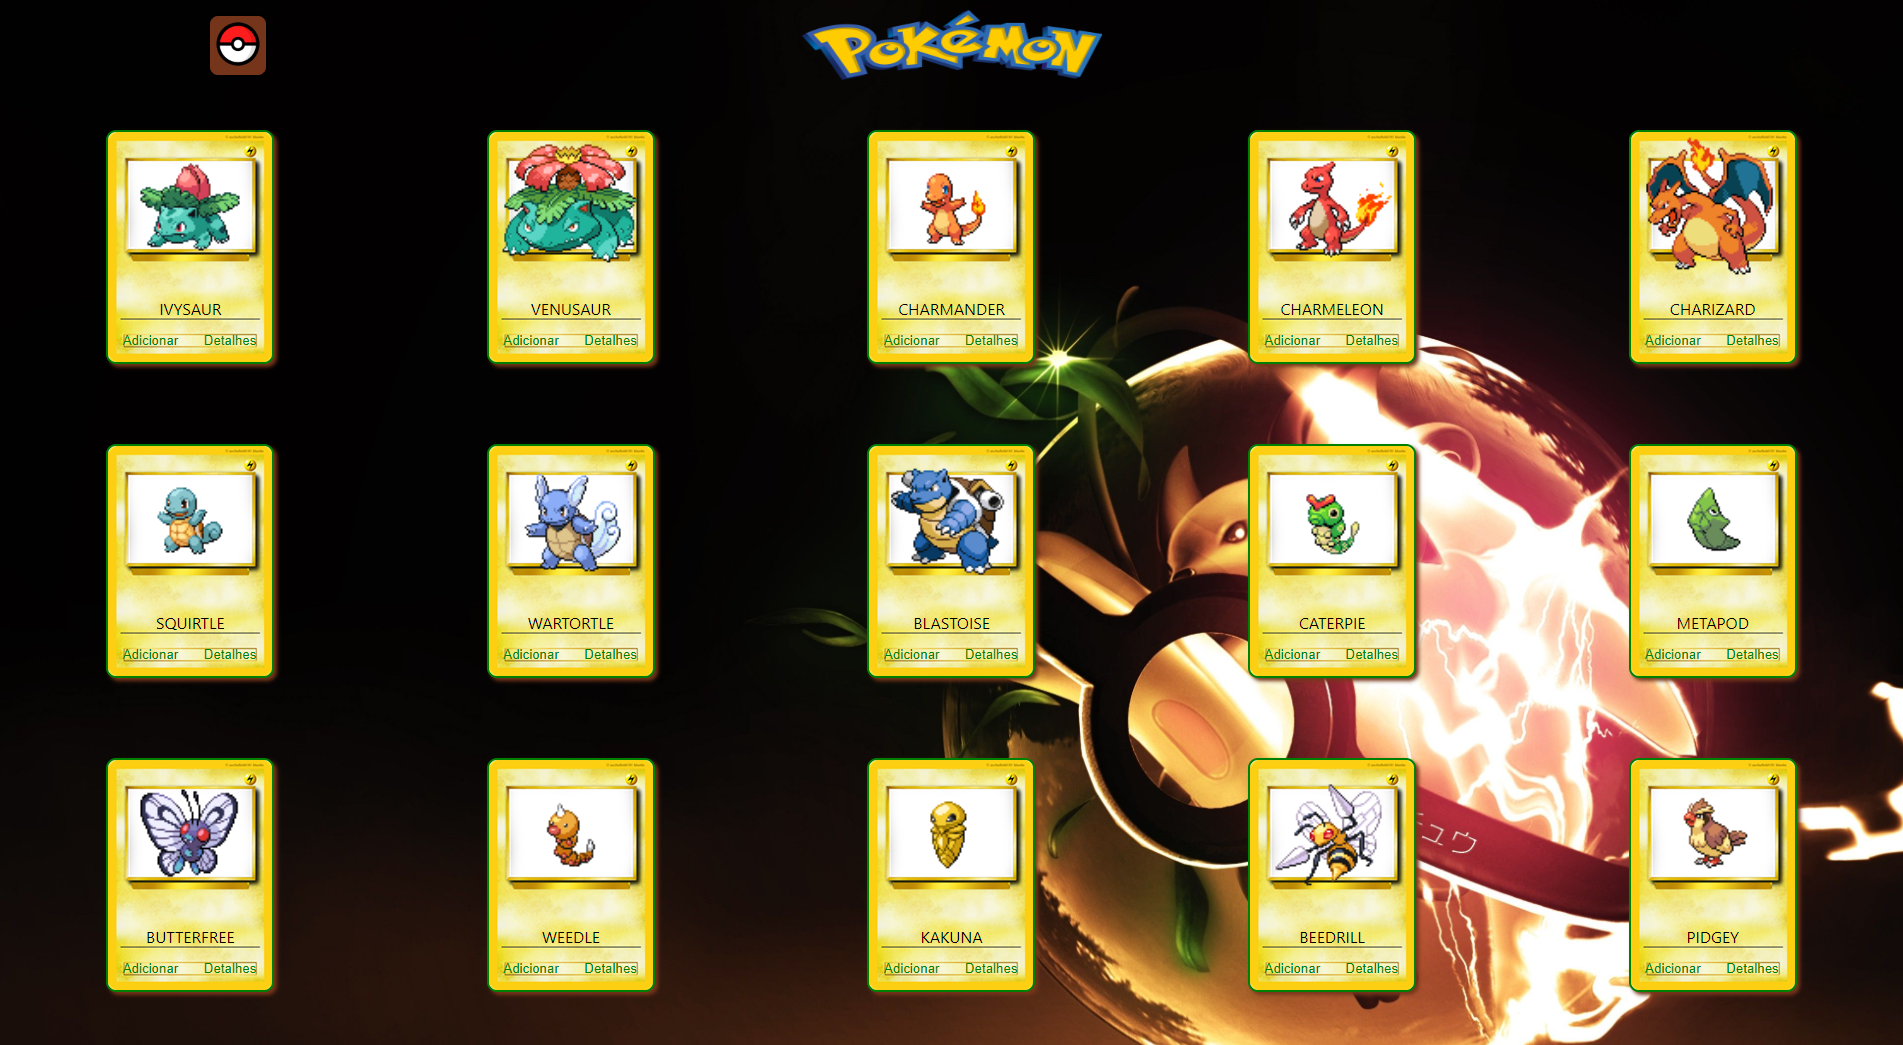 POKéMON
IVYSAUR
Adicionar Detalhes
VENUSAUR
Adicionar Detalhes
CHARMANDER
Adicionar Detalhes
CHARMELEON
Adicionar Detalhes
CHARIZARD
Adicionar Detalhes
SQUIRTLE
Adicionar Detalhes
WARTORTLE
Adicionar Detalhes
BLASTOISE
Adicionar Detalhes
CATERPIE
Adicionar Detalhes
METAPOD
Adicionar Detalhes
BUTTERFREE
Adicionar Detalhes
WEEDLE
Adicionar Detalhes
KAKUNA
Adicionar Detalhes
BEEDRILL
Adicionar Detalhes
PIDGEY
Adicionar Detalhes
ュウ